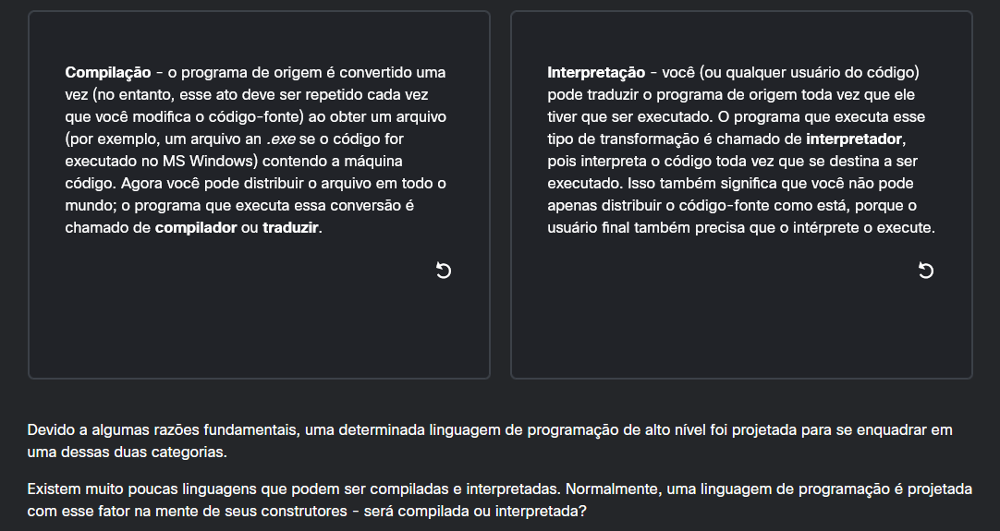 Compilação - o programa de origem é convertido uma
vez (no entanto, esse ato deve ser repetido cada vez
que você modifica o código-fonte) ao obter um arquivo
(por exemplo, um arquivo an .exe se o código for
executado no MS Windows) contendo a máquina
código. Agora você pode distribuir o arquivo em todo o
mundo; o programa que executa essa conversão é
chamado de compilador ou traduzir.
Interpretação - você (ou qualquer usuário do código)
pode traduzir o programa de origem toda vez que ele
tiver que ser executado. O programa que executa esse
tipo de transformação é chamado de interpretador,
pois interpreta o código toda vez que se destina a ser
executado. Isso também significa que você não pode
apenas distribuir o código-fonte como está, porque o
usuário final também precisa que o intérprete o execute.
Devido a algumas razões fundamentais, uma determinada linguagem de programação de alto nível foi projetada para se enquadrar em
uma dessas duas categorias.
Existem muito poucas linguagens que podem ser compiladas e interpretadas. Normalmente, uma linguagem de programação é projetada
com esse fator na mente de seus construtores - será compilada ou interpretada?